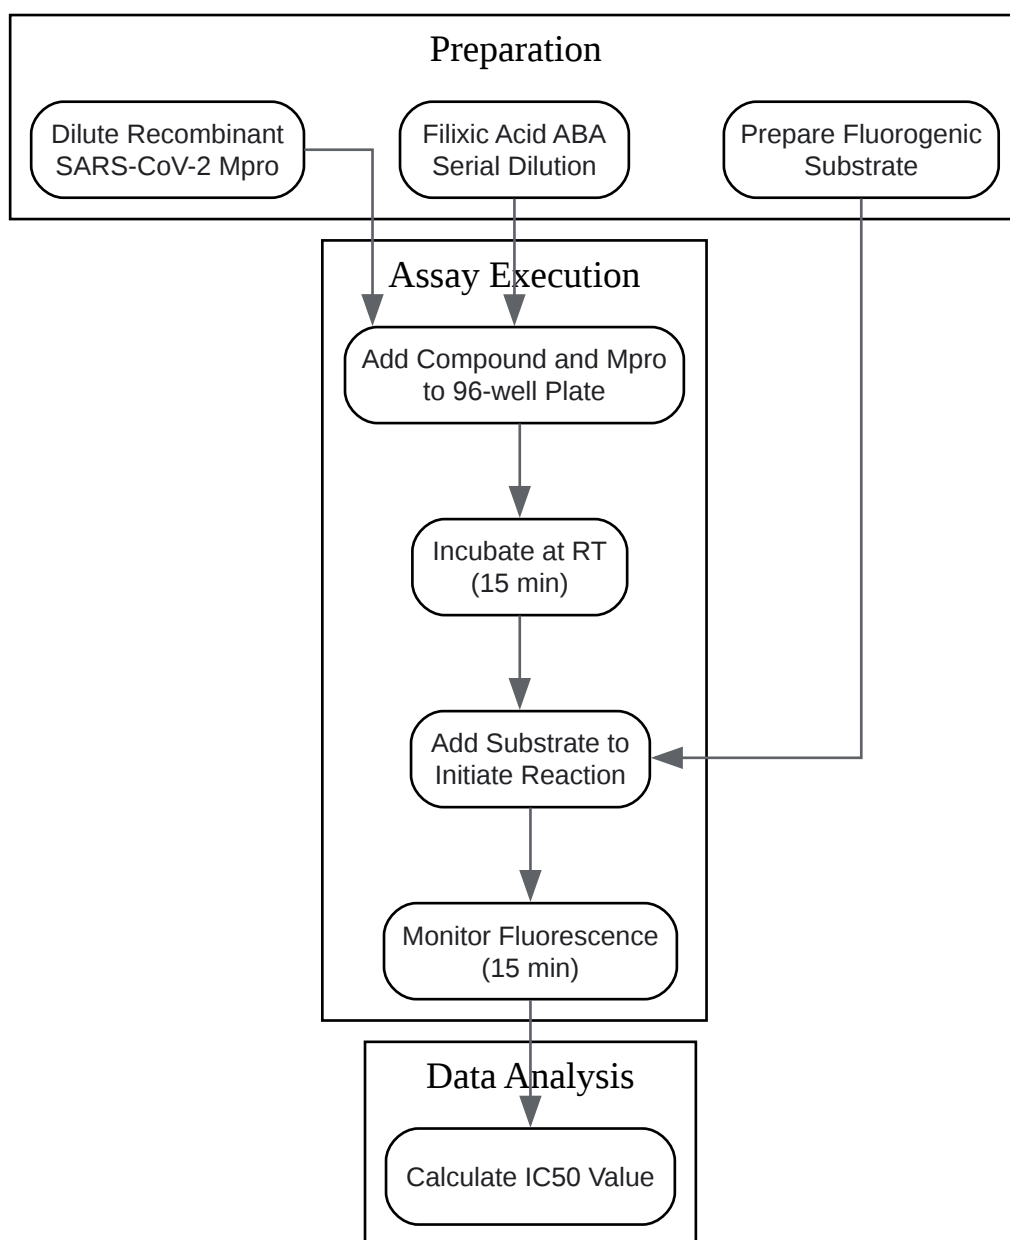 Preparation
Dilute Recombinant
SARS-CoV-2 Mpro
Filixic Acid ABA
Serial Dilution
Prepare Fluorogenic
Substrate
Assay Execution
Add Compound and Mpro
to 96-well Plate
Incubate at RT
(15 min)
Add Substrate to
Initiate Reaction
Monitor Fluorescence
(15 min)
Data Analysis
Calculate IC50 Value